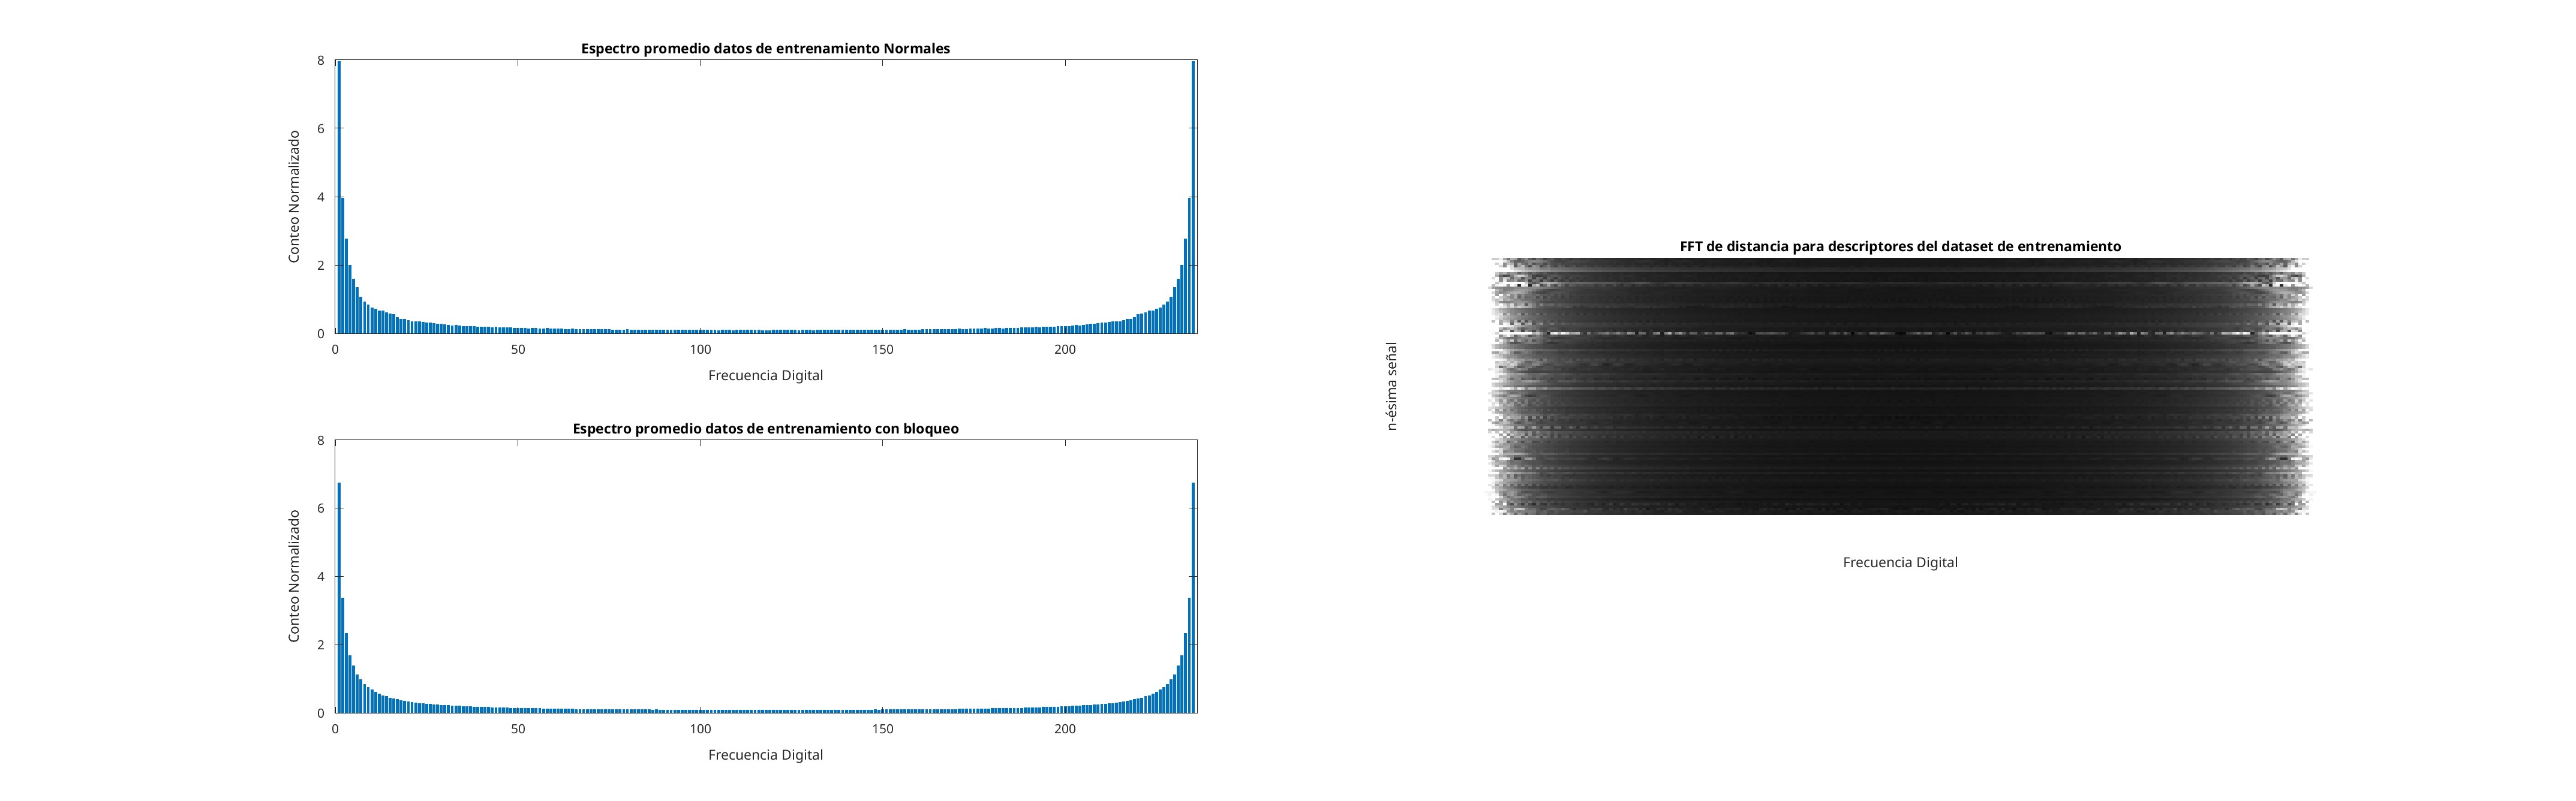 Espectro promedio datos de entrenamiento Normales
8
6
4
2
0
Conteo Normalizado
0 50 100 150 200
Frecuencia Digital
Espectro promedio datos de entrenamiento con bloqueo
8
6
4
2
0
Conteo Normalizado
0 50 100 150 200
Frecuencia Digital
FFT de distancia para descriptores del dataset de entrenamiento
n-ésima señal
Frecuencia Digital